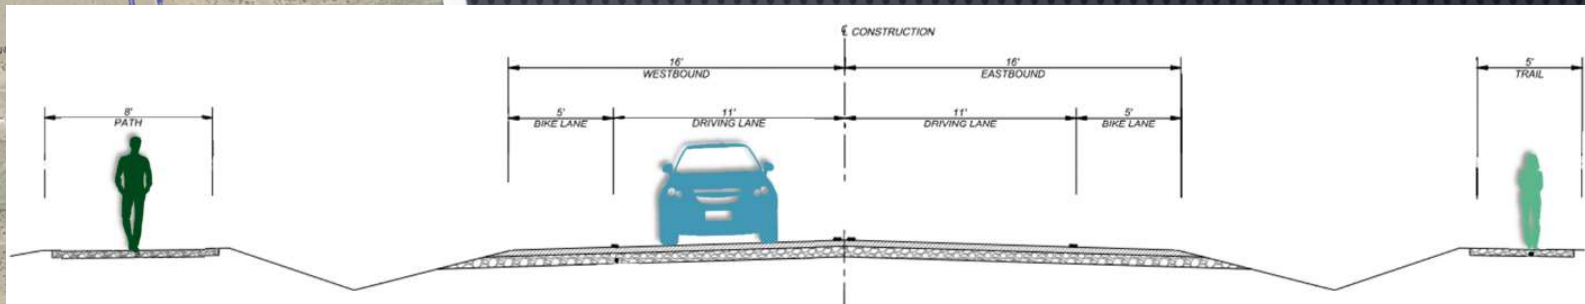 ℄ CONSTRUCTION
16'
WESTBOUND
16'
EASTBOUND
5'
TRAIL
8'
PATH
5'
BIKE LANE
11'
DRIVING LANE
11'
DRIVING LANE
5'
BIKE LANE